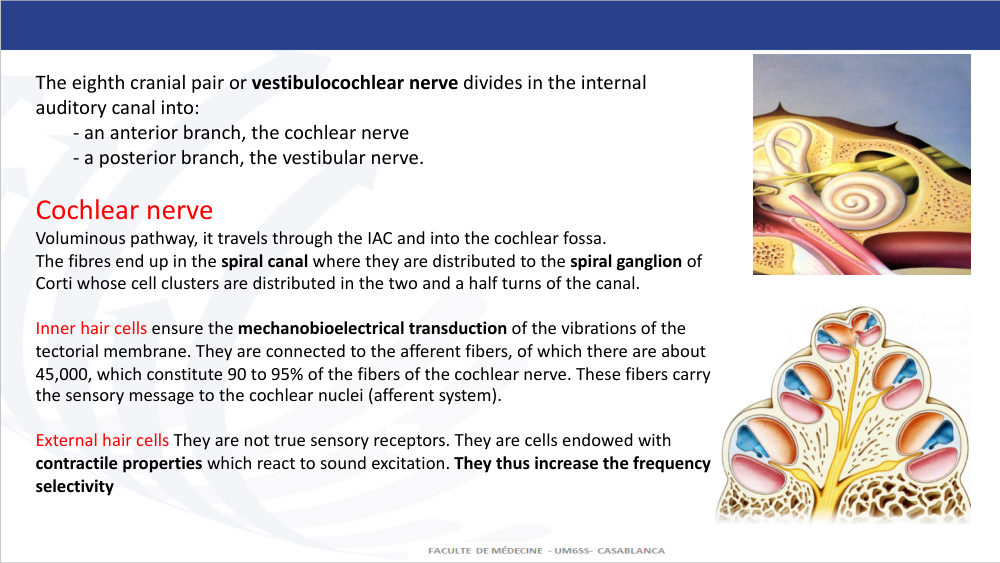 The eighth cranial pair or vestibulocochlear nerve divides in the internal
auditory canal into:
- an anterior branch, the cochlear nerve
- a posterior branch, the vestibular nerve.
Cochlear nerve
Voluminous pathway, it travels through the IAC and into the cochlear fossa.
The fibres end up in the spiral canal where they are distributed to the spiral ganglion of
Corti whose cell clusters are distributed in the two and a half turns of the canal.
Inner hair cells ensure the mechanobioelectrical transduction of the vibrations of the
tectorial membrane. They are connected to the afferent fibers, of which there are about
45,000, which constitute 90 to 95% of the fibers of the cochlear nerve. These fibers carry
the sensory message to the cochlear nuclei (afferent system).
External hair cells They are not true sensory receptors. They are cells endowed with
contractile properties which react to sound excitation. They thus increase the frequency
selectivity
FACULTE DE MÉDECINE - UM6SS- CASABLANCA